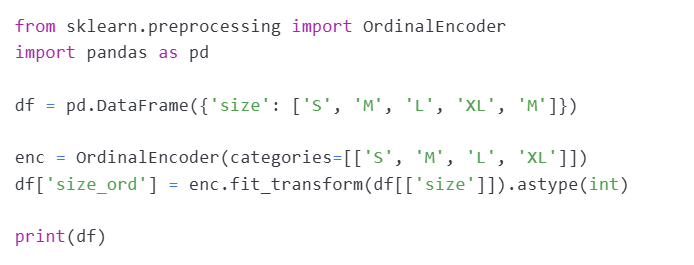 from sklearn.preprocessing import OrdinalEncoder
import pandas as pd

df = pd.DataFrame({'size': ['S', 'M', 'L', 'XL', 'M']})

enc = OrdinalEncoder(categories=[['S', 'M', 'L', 'XL']])
df['size_ord'] = enc.fit_transform(df[['size']]).astype(int)

print(df)